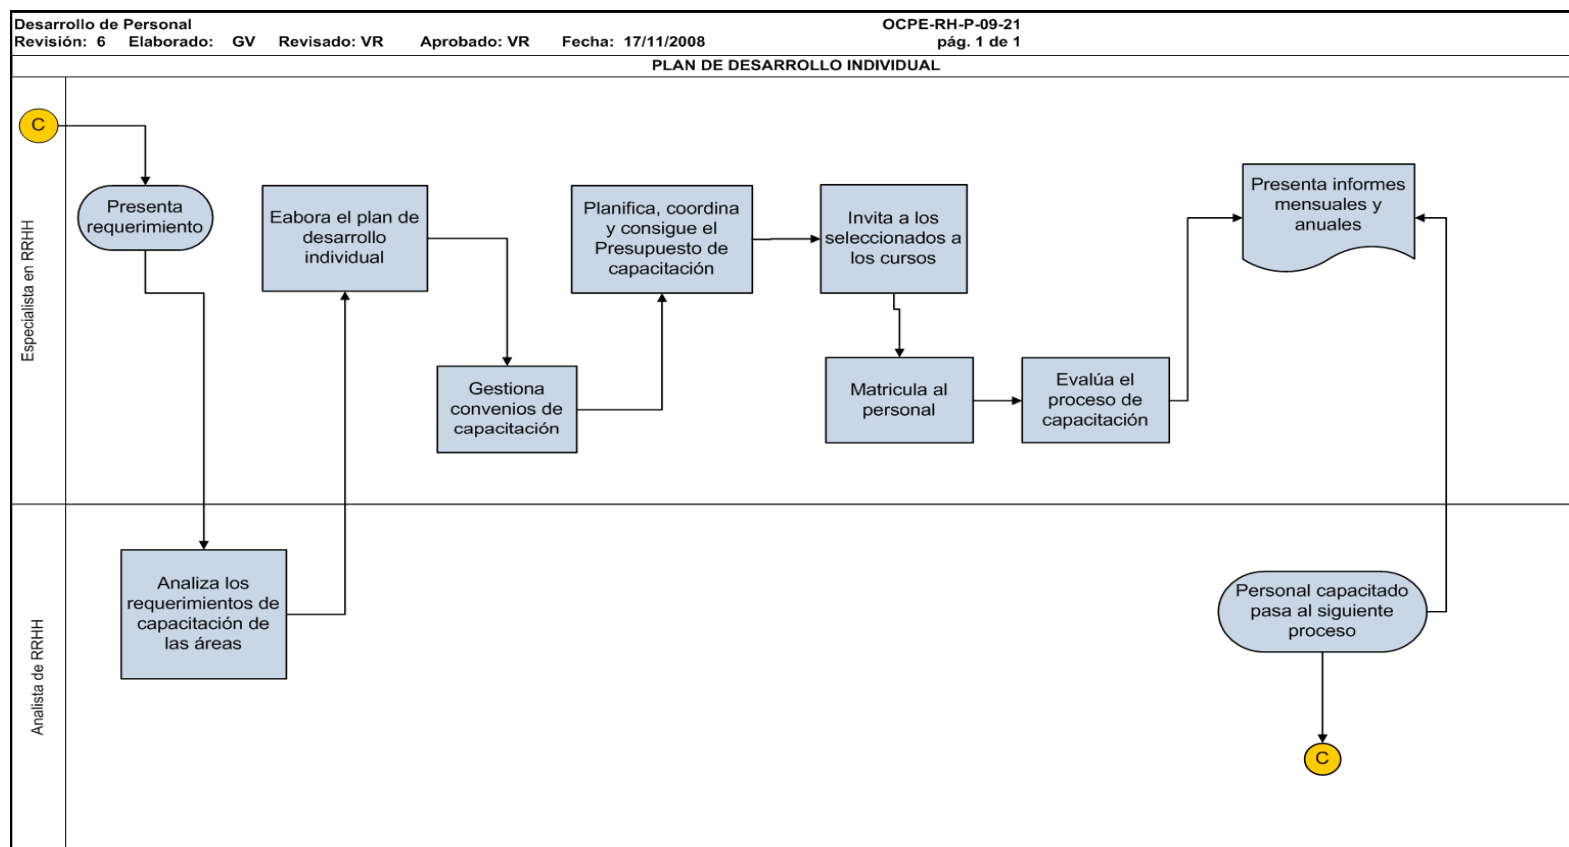 Desarrollo de Personal OCPE-RH-P-09-21
Revisión: 6 Elaborado: GV Revisado: VR Aprobado: VR Fecha: 17/11/2008 pág. 1 de 1
PLAN DE DESARROLLO INDIVIDUAL
Especialista en RRHH
C
Presenta
requerimiento
Eabora el plan de
desarrollo
individual
Gestiona
convenios de
capacitación
Planifica, coordina
y consigue el
Presupuesto de
capacitación
Invita a los
seleccionados a
los cursos
Matricula al
personal
Evalúa el
proceso de
capacitación
Presenta informes
mensuales y
anuales
Analista de RRHH
Analiza los
requerimientos de
capacitación de
las áreas
Personal capacitado
pasa al siguiente
proceso
C